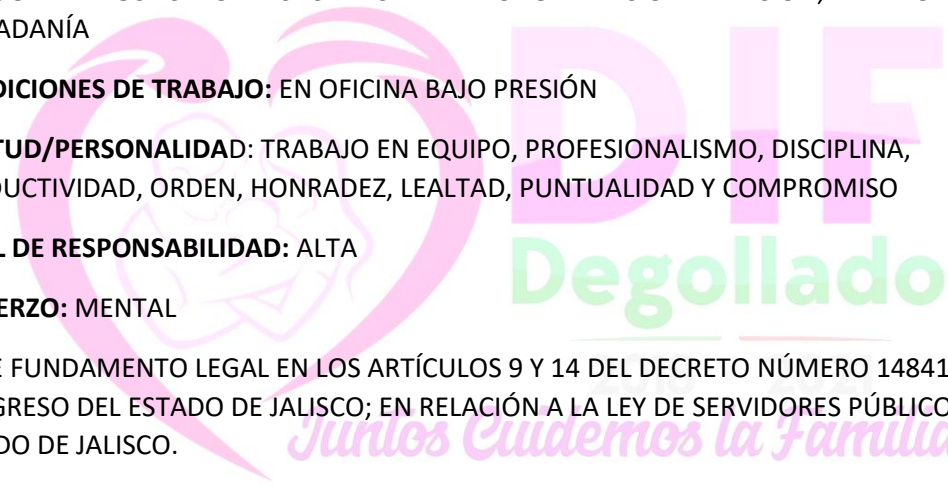 ADANÍA
DICIONES DE TRABAJO: EN OFICINA BAJO PRESIÓN
TUD/PERSONALIDAD: TRABAJO EN EQUIPO, PROFESIONALISMO, DISCIPLINA,
DUCTIVIDAD, ORDEN, HONRADEZ, LEALTAD, PUNTUALIDAD Y COMPROMISO
L DE RESPONSABILIDAD: ALTA
ERZO: MENTAL
E FUNDAMENTO LEGAL EN LOS ARTÍCULOS 9 Y 14 DEL DECRETO NÚMERO 14841
GRESO DEL ESTADO DE JALISCO; EN RELACIÓN A LA LEY DE SERVIDORES PÚBLICO
DO DE JALISCO.
DIF
Degollado
2018 - 2021
Juntos Cuidemos la Familia